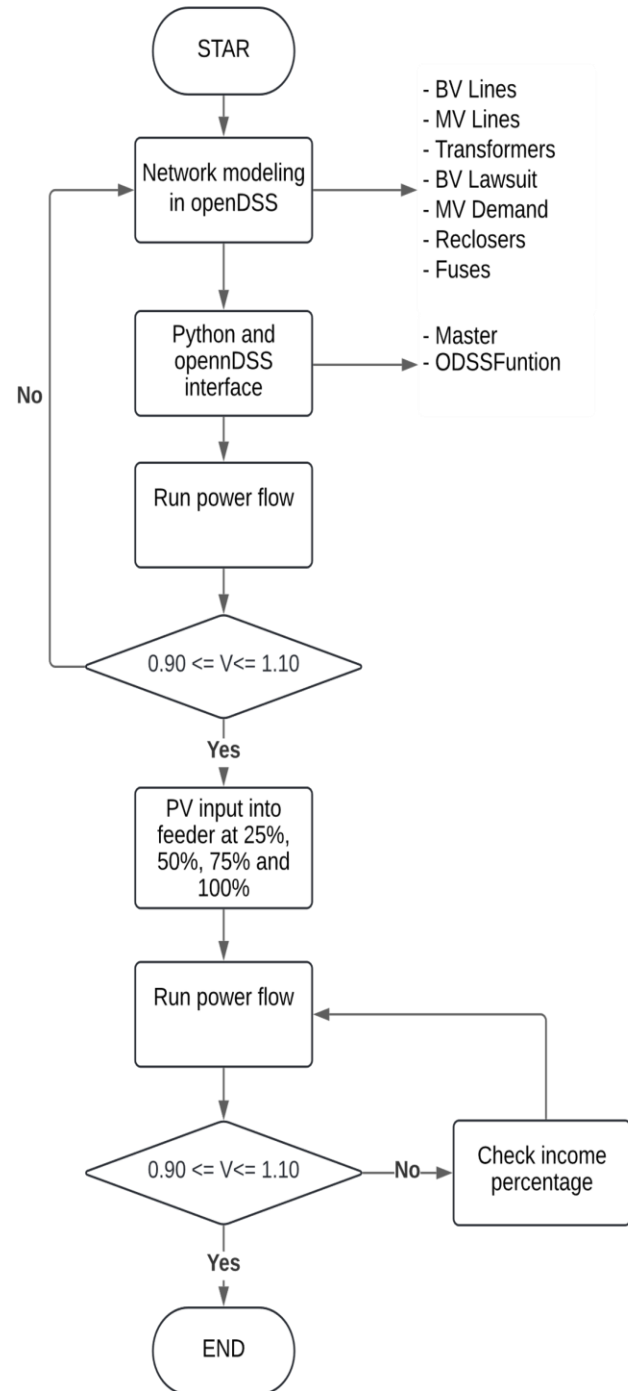 STAR
Network modeling
in openDSS
- BV Lines
- MV Lines
- Transformers
- BV Lawsuit
- MV Demand
- Reclosers
- Fuses
Python and
opennDSS
interface
- Master
- ODSSFuntion
No
Run power flow
0.90 <= V<= 1.10
Yes
PV input into
feeder at 25%,
50%, 75% and
100%
Run power flow
0.90 <= V<= 1.10
No
Check income
percentage
Yes
END